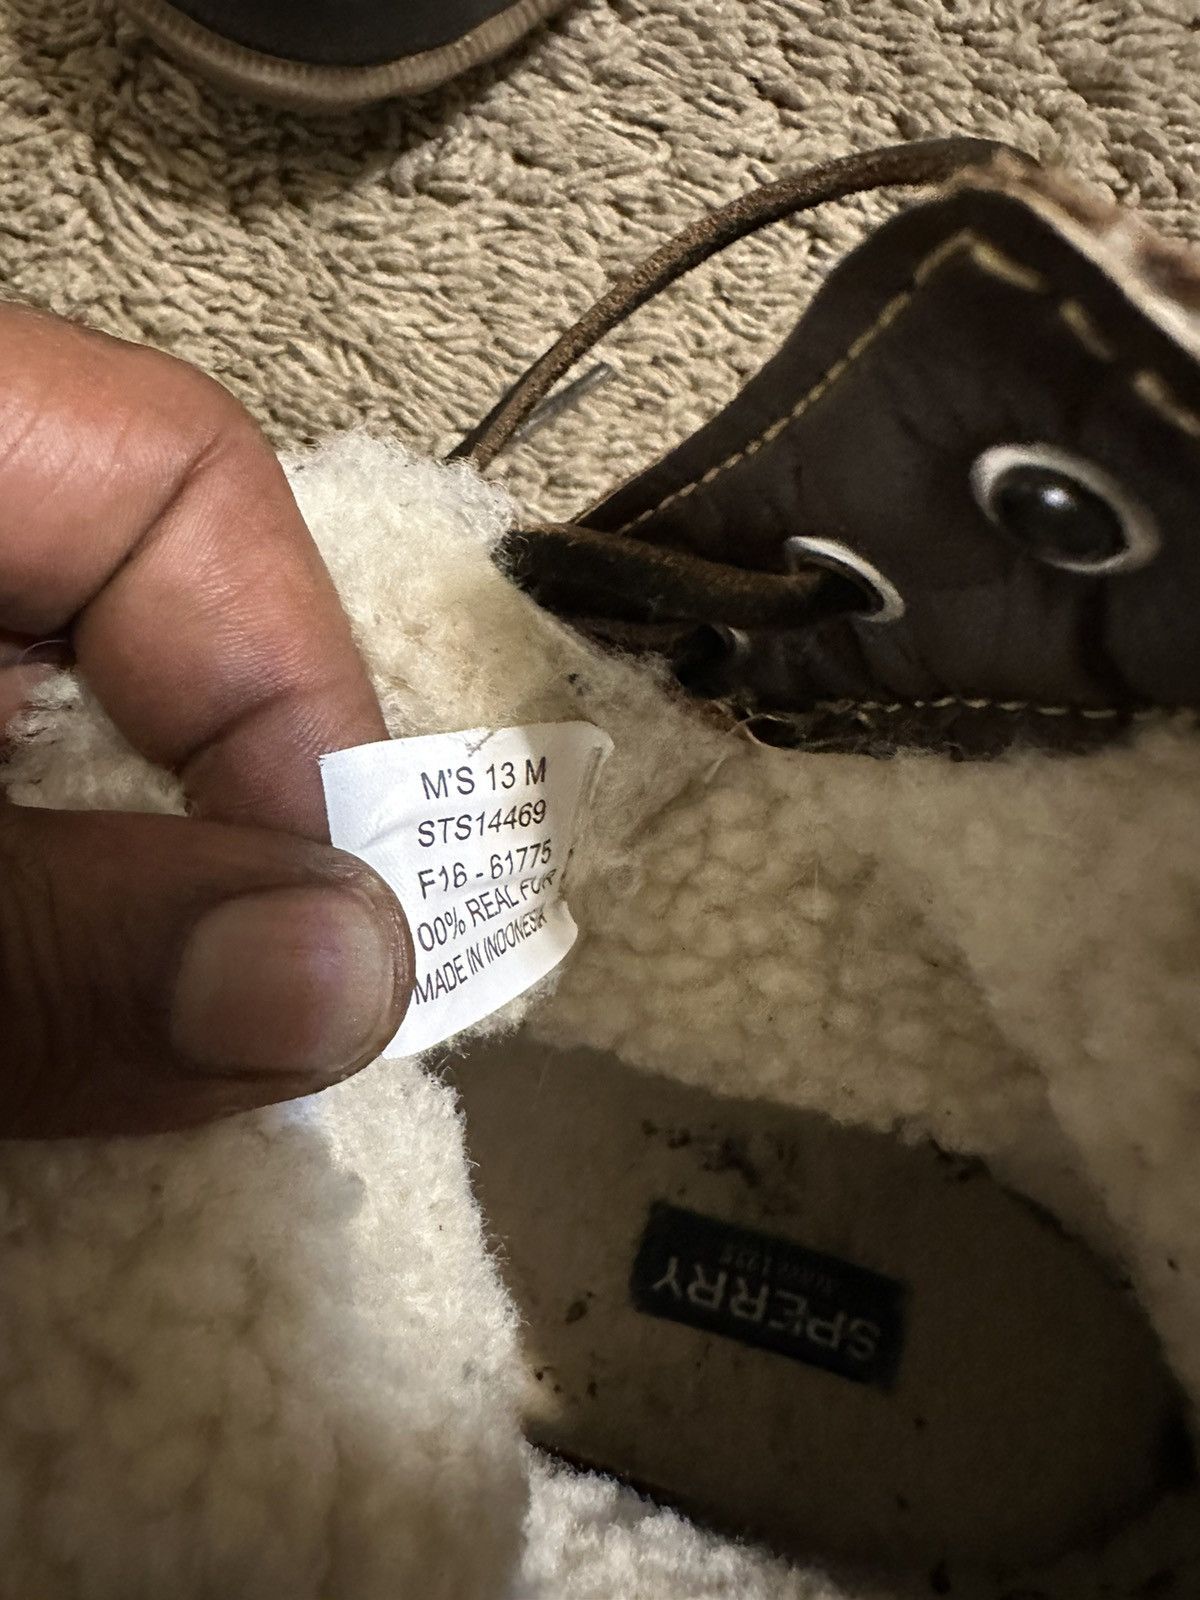 M'S 13 M
STS14469
F16 - 61775
00% REAL FUR
MADE IN INDONESIA
SPERRY